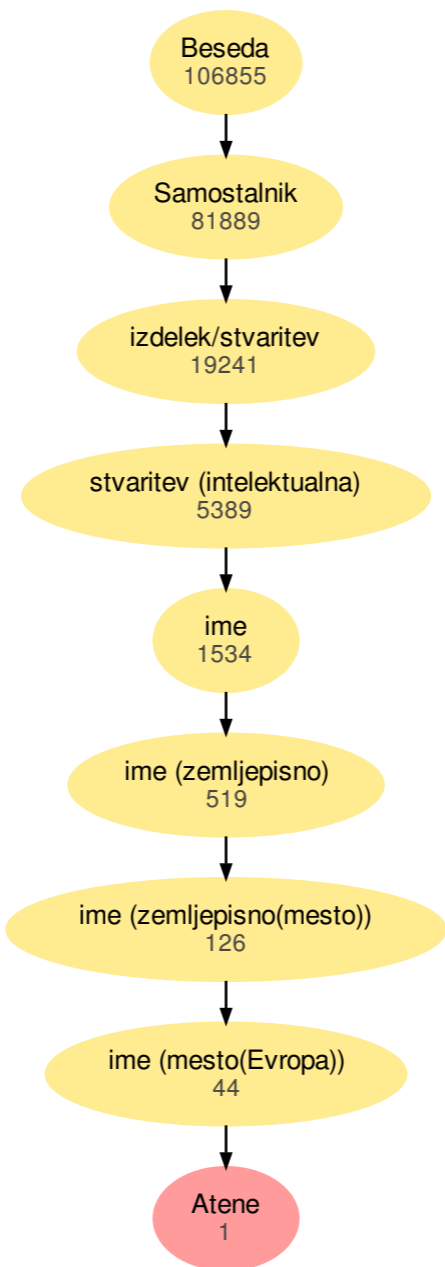 Beseda
106855
Samostalnik
81889
izdelek/stvaritev
19241
stvaritev (intelektualna)
5389
ime
1534
ime (zemljepisno)
519
ime (zemljepisno(mesto))
126
ime (mesto(Evropa))
44
Atene
1